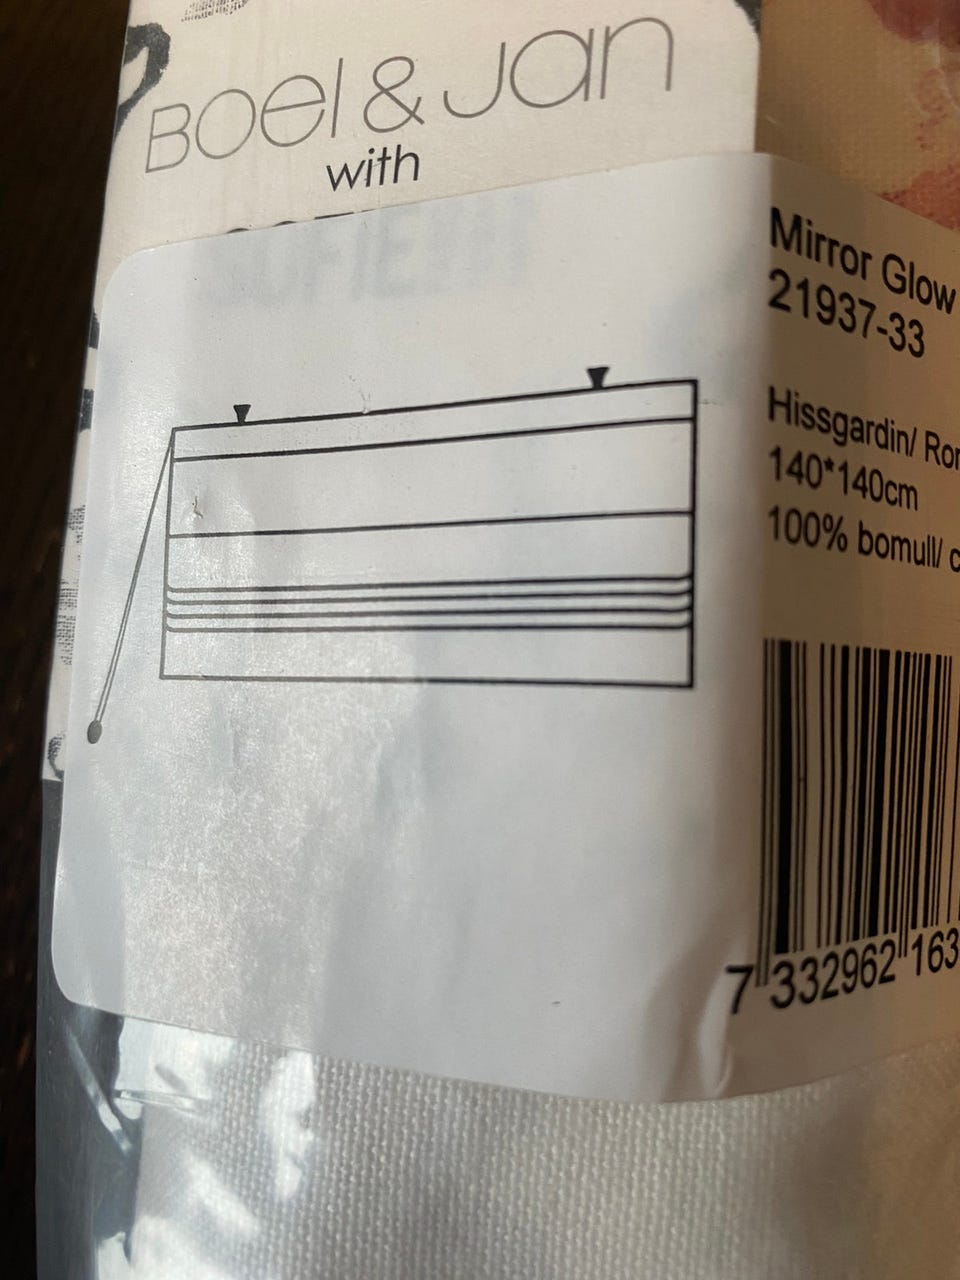 Boel & Jan
with
Mirror Glow
21937-33
Hissgardin/
140*140cm
100% bomull/
7 332962 163